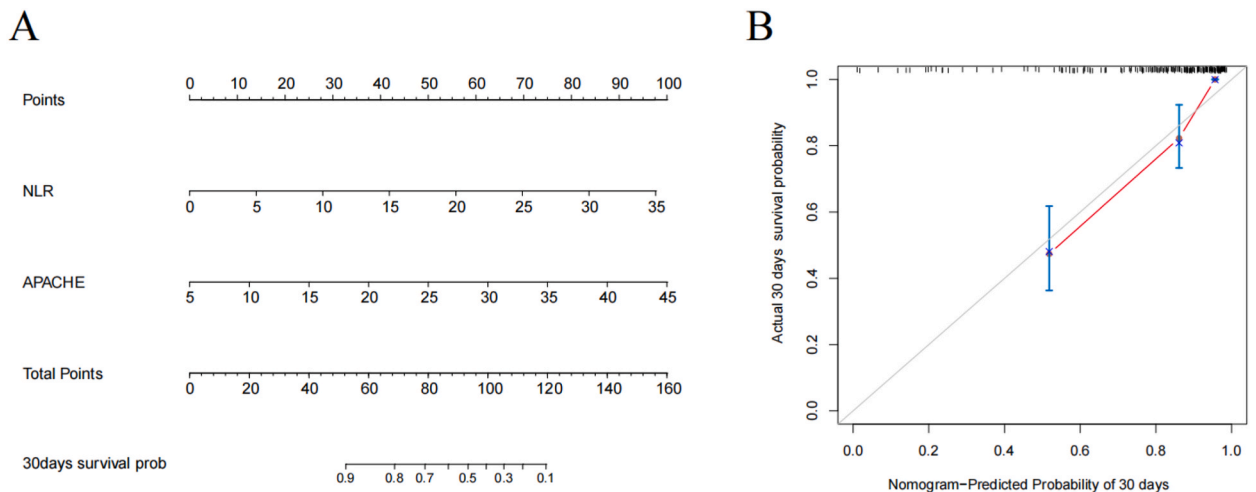 A
B
Points
0 10 20 30 40 50 60 70 80 90 100
NLR
0 5 10 15 20 25 30 35
APACHE
5 10 15 20 25 30 35 40 45
Total Points
0 20 40 60 80 100 120 140 160
30days survival prob
0.9 0.8 0.7 0.5 0.3 0.1
Actual 30 days survival probability
1.0
0.8
0.6
0.4
0.2
0.0
0.0 0.2 0.4 0.6 0.8 1.0
Nomogram−Predicted Probability of 30 days